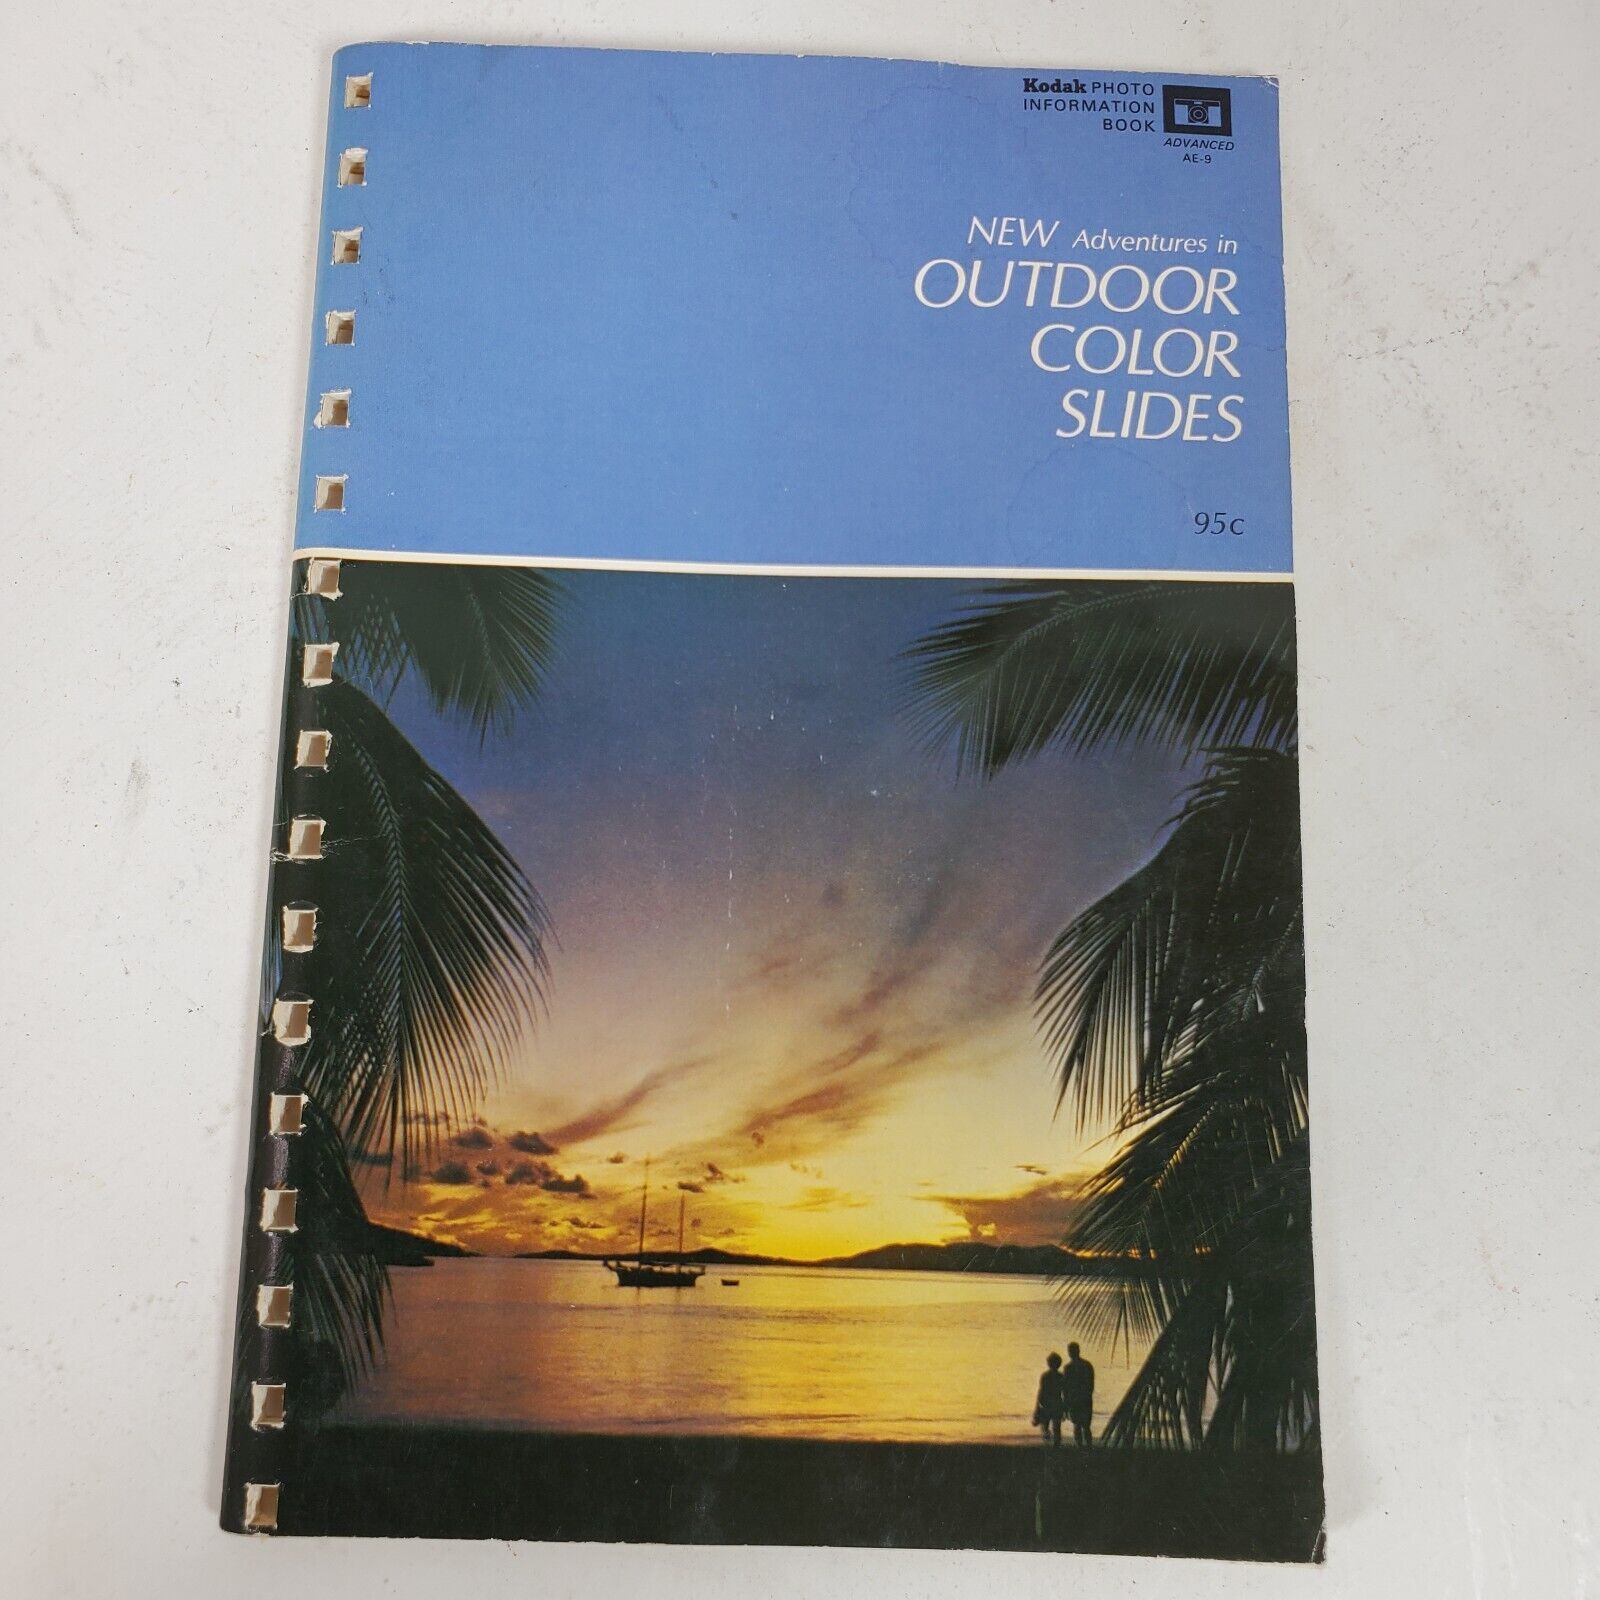 Kodak PHOTO
INFORMATION
BOOK
ADVANCED
AE-9
NEW Adventures in
OUTDOOR
COLOR
SLIDES
95c